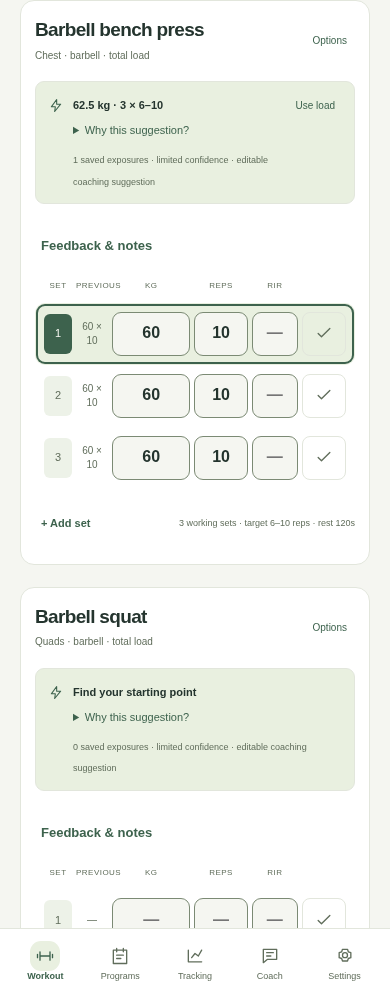 Barbell bench press
Options
Chest · barbell · total load
62.5 kg · 3 × 6–10
Use load
Why this suggestion?
1 saved exposures · limited confidence · editable
coaching suggestion
Feedback & notes
SET PREVIOUS KG REPS RIR
1 60 × 10 60 10 —
2 60 × 10 60 10 —
3 60 × 10 60 10 —
+ Add set
3 working sets · target 6–10 reps · rest 120s
Barbell squat
Options
Quads · barbell · total load
Find your starting point
Why this suggestion?
0 saved exposures · limited confidence · editable coaching
suggestion
Feedback & notes
SET PREVIOUS KG REPS RIR
1 — — — —
Workout Programs Tracking Coach Settings